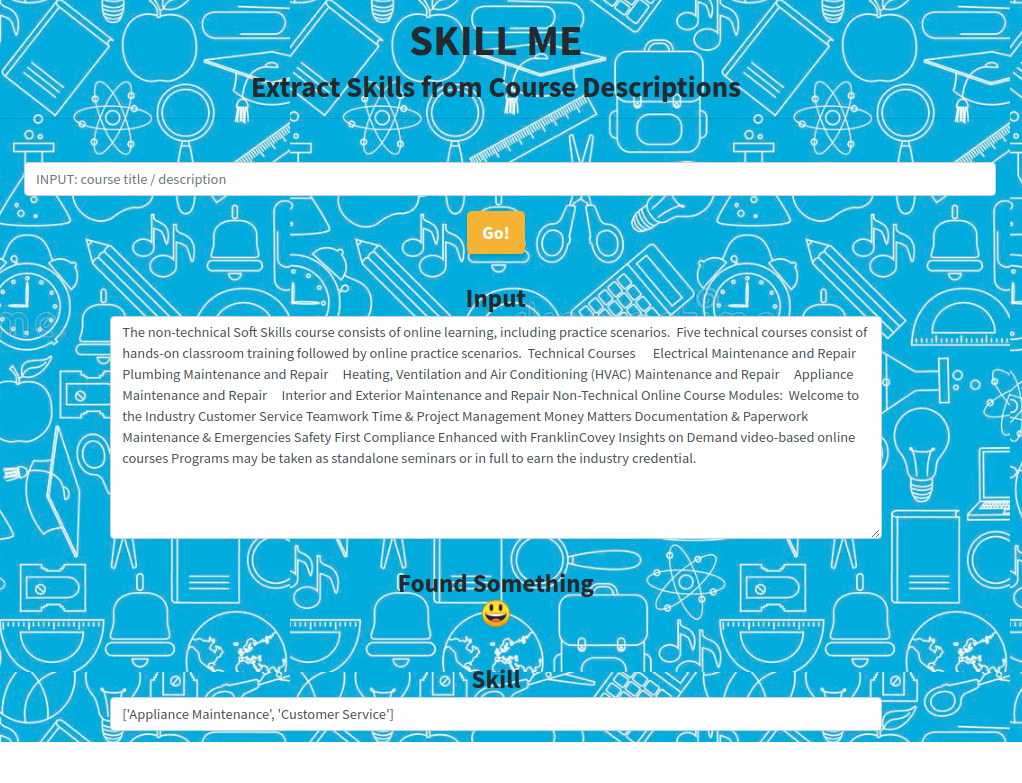 SKILL ME
Extract Skills from Course Descriptions
INPUT: course title / description
Go!
Input
The non-technical Soft Skills course consists of online learning, including practice scenarios.  Five technical courses consist of
hands-on classroom training followed by online practice scenarios.  Technical Courses     Electrical Maintenance and Repair
Plumbing Maintenance and Repair    Heating, Ventilation and Air Conditioning (HVAC) Maintenance and Repair    Appliance
Maintenance and Repair    Interior and Exterior Maintenance and Repair Non-Technical Online Course Modules:  Welcome to
the Industry Customer Service Teamwork Time & Project Management Money Matters Documentation & Paperwork
Maintenance & Emergencies Safety First Compliance Enhanced with FranklinCovey Insights on Demand video-based online
courses Programs may be taken as standalone seminars or in full to earn the industry credential.
Found Something
Skill
['Appliance Maintenance', 'Customer Service']